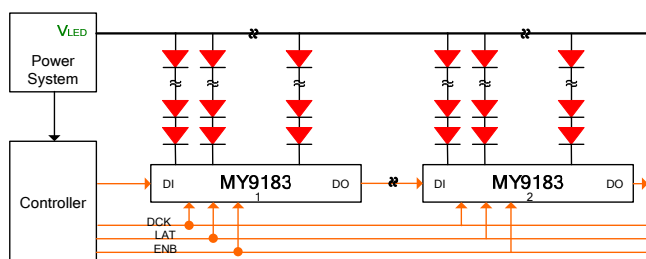 VLED
Power
System
Controller
DI MY9183 DO
1
DI MY9183 DO
2
DCK
LAT
ENB